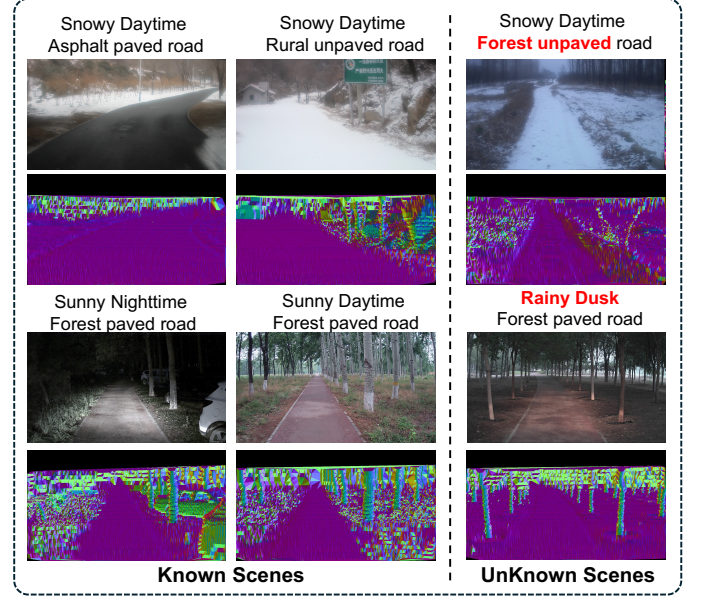 Snowy Daytime
Asphalt paved road
Snowy Daytime
Rural unpaved road
Snowy Daytime
Forest unpaved road
Sunny Nighttime
Forest paved road
Sunny Daytime
Forest paved road
Rainy Dusk
Forest paved road
Known Scenes
UnKnown Scenes